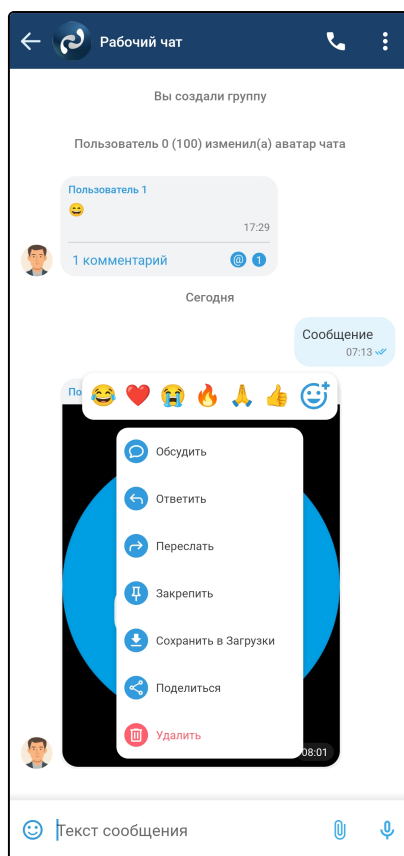 Рабочий чат
Вы создали группу
Пользователь 0 (100) изменил(а) аватар чата
Пользователь 1
17:29
1 комментарий @ 1
Сегодня
Сообщение
07:13
По
Обсудить
Ответить
Переслать
Закрепить
Сохранить в Загрузки
Поделиться
Удалить
08:01
Текст сообщения